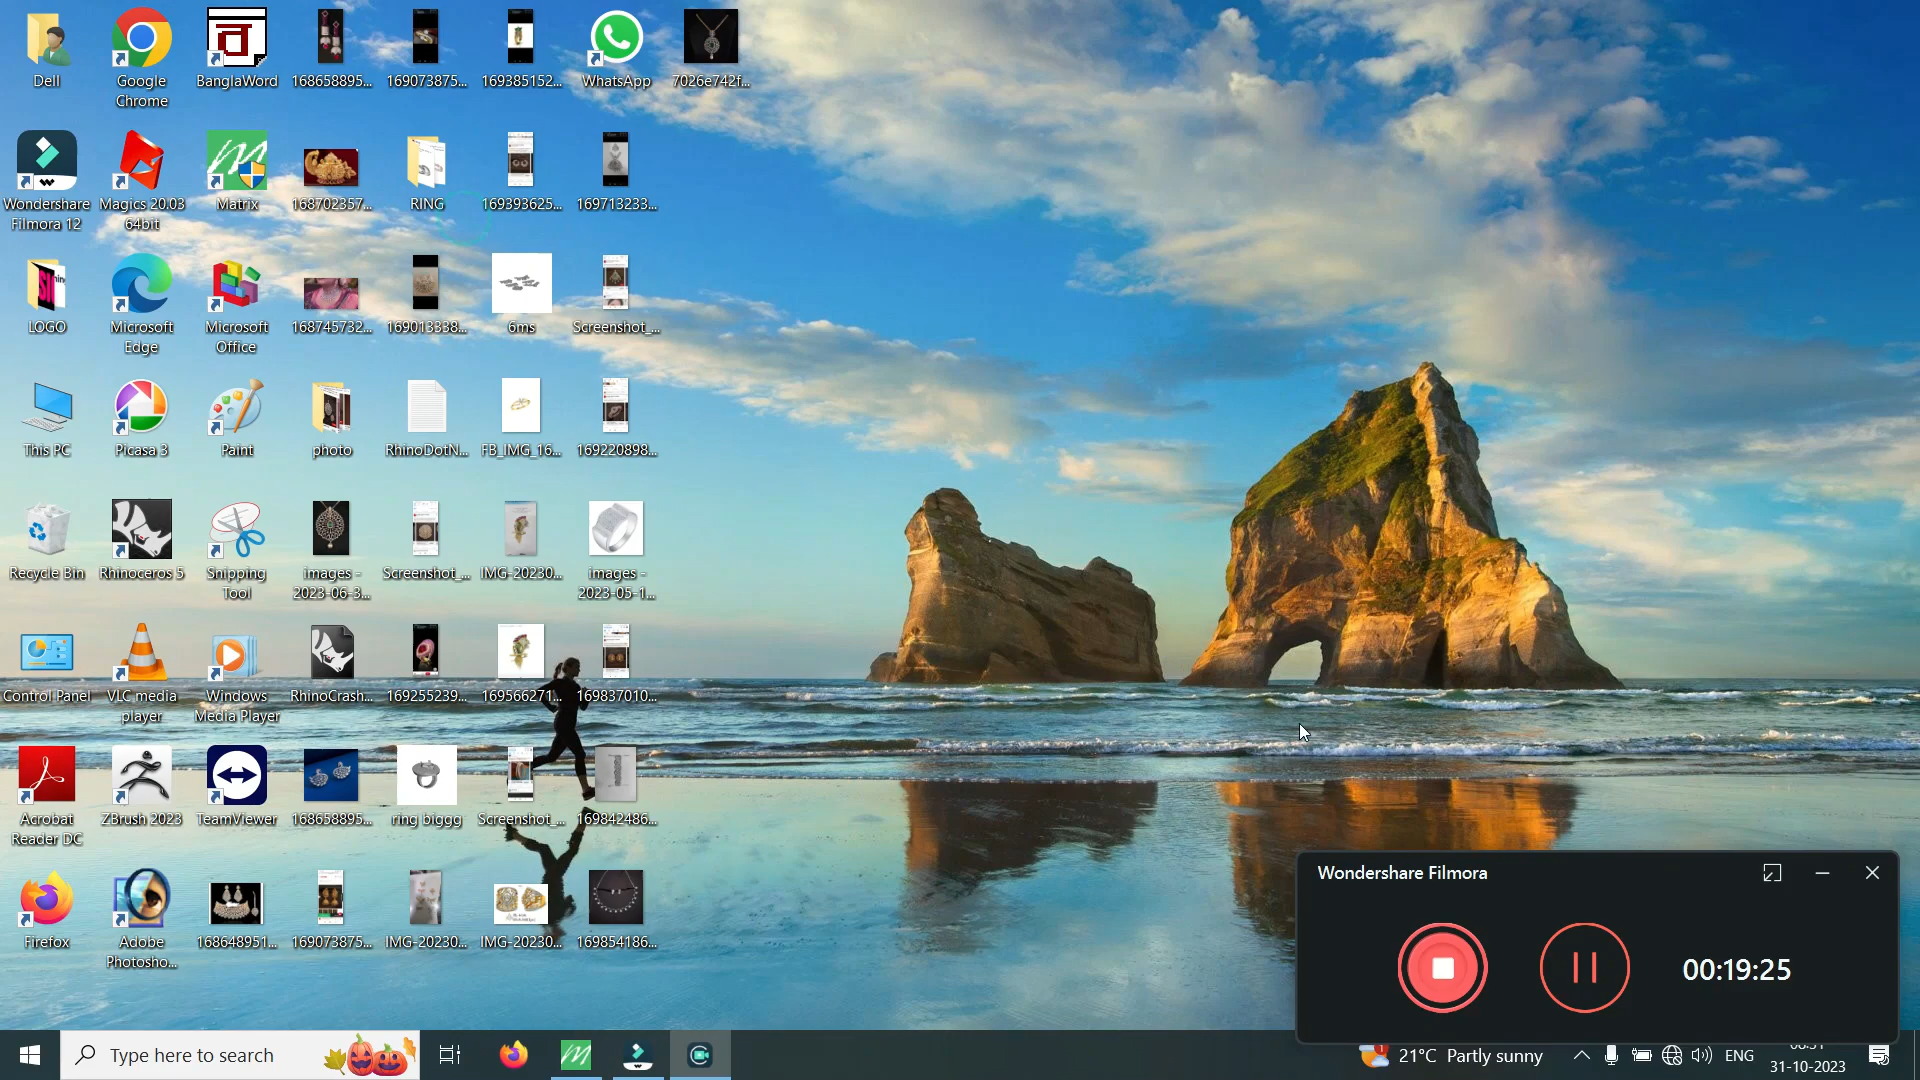 Dell
Google
Chrome
BanglaWord
168658895...
169073875...
169385152...
WhatsApp
7026e742f...
Wondershare
Filmora 12
Magics 20.03
64bit
Matrix
168702357...
RING
169393625...
169713233...
LOGO
Microsoft
Edge
Microsoft
Office
168745732...
169013338...
6ms
Screenshot_...
This PC
Picasa 3
Paint
photo
RhinoDotN...
FB_IMG_16...
169220898...
Recycle Bin
Rhinoceros 5
Snipping
Tool
images -
2023-06-3...
Screenshot_...
IMG-20230...
images -
2023-05-1...
Control Panel
VLC media
player
Windows
Media Player
RhinoCrash...
169255239...
169566271...
169837010...
Acrobat
Reader DC
ZBrush 2023
TeamViewer
168658895...
ring biggg
Screenshot_...
169842486...
Firefox
Adobe
Photosho...
168648951...
169073875...
IMG-20230...
IMG-20230...
169854186...
Wondershare Filmora
00:19:25
Type here to search
21°C Partly sunny
ENG
31-10-2023